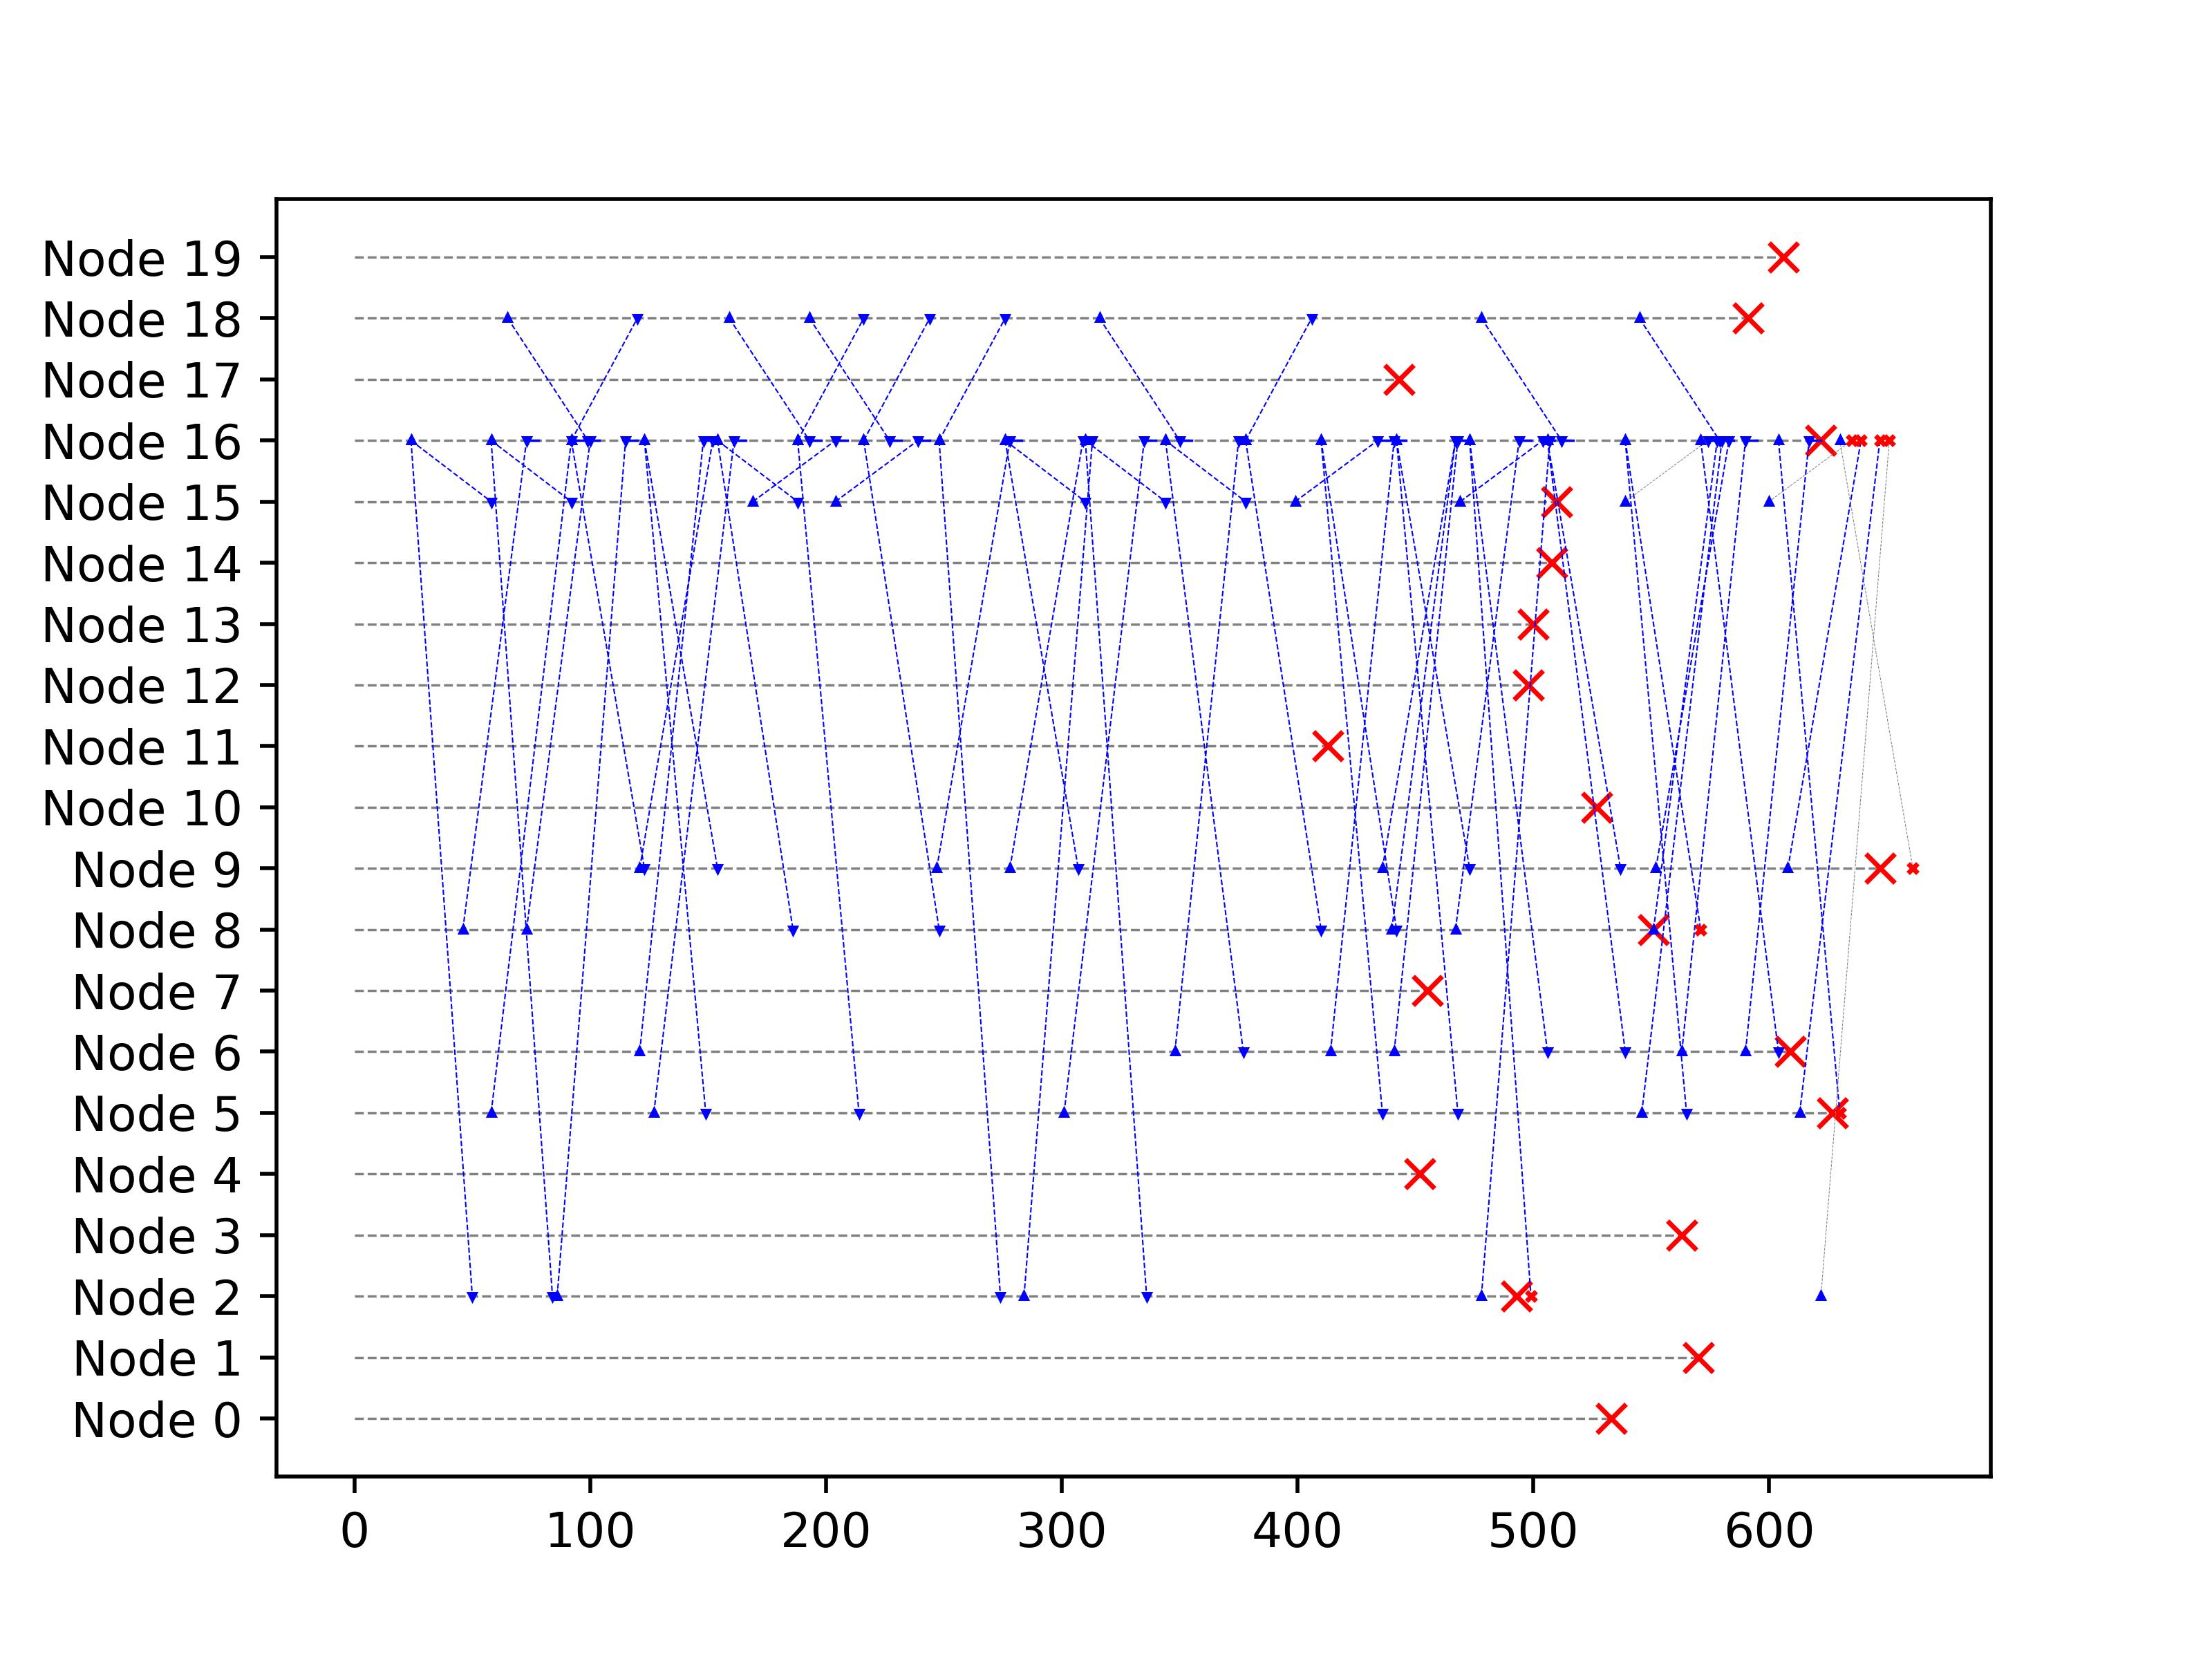 Node 19
Node 18
Node 17
Node 16
Node 15
Node 14
Node 13
Node 12
Node 11
Node 10
Node 9
Node 8
Node 7
Node 6
Node 5
Node 4
Node 3
Node 2
Node 1
Node 0
0 100 200 300 400 500 600